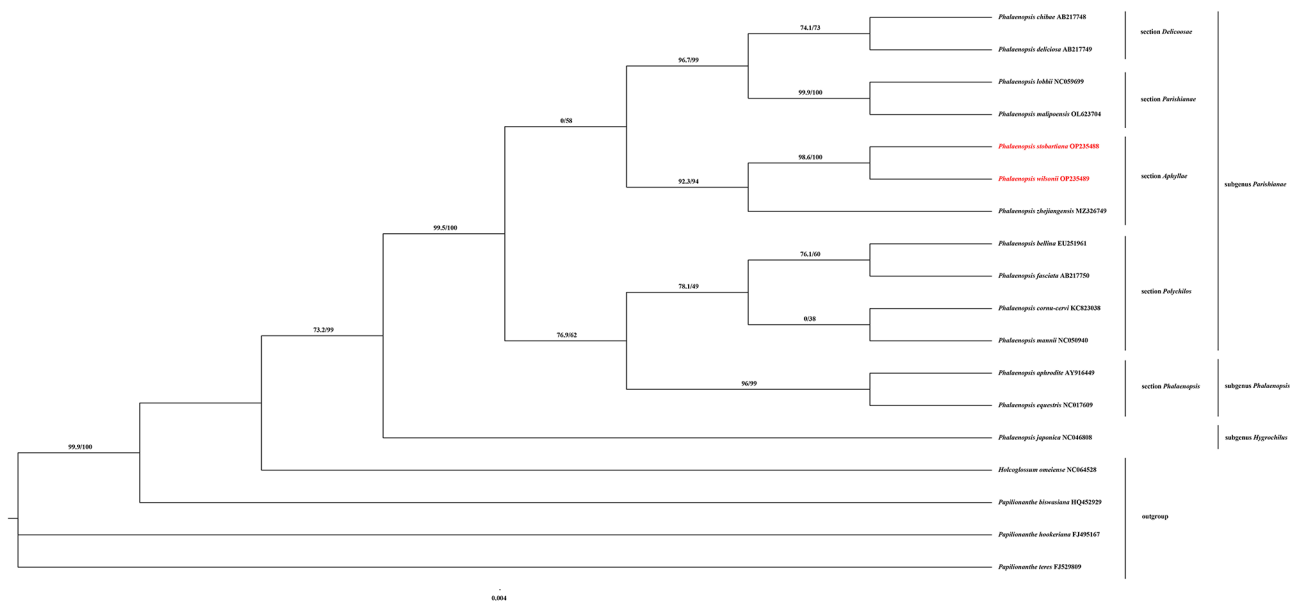 Phalaenopsis chibae AB217748
74.1/73
section Delicoosae
Phalaenopsis deliciosa AB217749
96.7/99
Phalaenopsis lobbii NC059699
99.9/100
section Parishianae
Phalaenopsis malipoensis OL623704
0/58
Phalaenopsis stobartiana OP235488
98.6/100
section Aphyllae
Phalaenopsis wilsonii OP235489
92.3/94
subgenus Parishianae
Phalaenopsis zhejiangensis MZ326749
99.5/100
Phalaenopsis bellina EU251961
76.1/60
Phalaenopsis fasciata AB217750
78.1/49
section Polychilos
Phalaenopsis cornu-cervi KC823038
0/38
73.2/99
76.9/62
Phalaenopsis mannii NC050940
Phalaenopsis aphrodite AY916449
96/99
section Phalaenopsis
subgenus Phalaenopsis
Phalaenopsis equestris NC017609
Phalaenopsis japonica NC046808
subgenus Hygrochilus
99.9/100
Holcoglossum omeiense NC064528
Papilionanthe biswasiana HQ452929
outgroup
Papilionanthe hookeriana FJ495167
Papilionanthe teres FJ529809
0.004